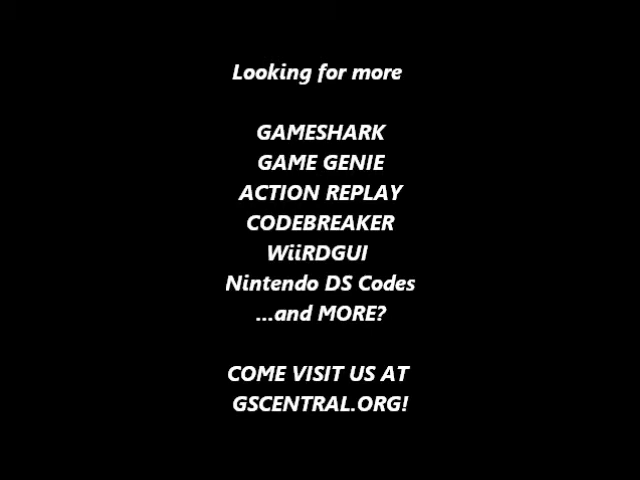 Looking for more
GAMESHARK
GAME GENIE
ACTION REPLAY
CODEBREAKER
WiiRDGUI
Nintendo DS Codes
...and MORE?
COME VISIT US AT
GSCENTRAL.ORG!